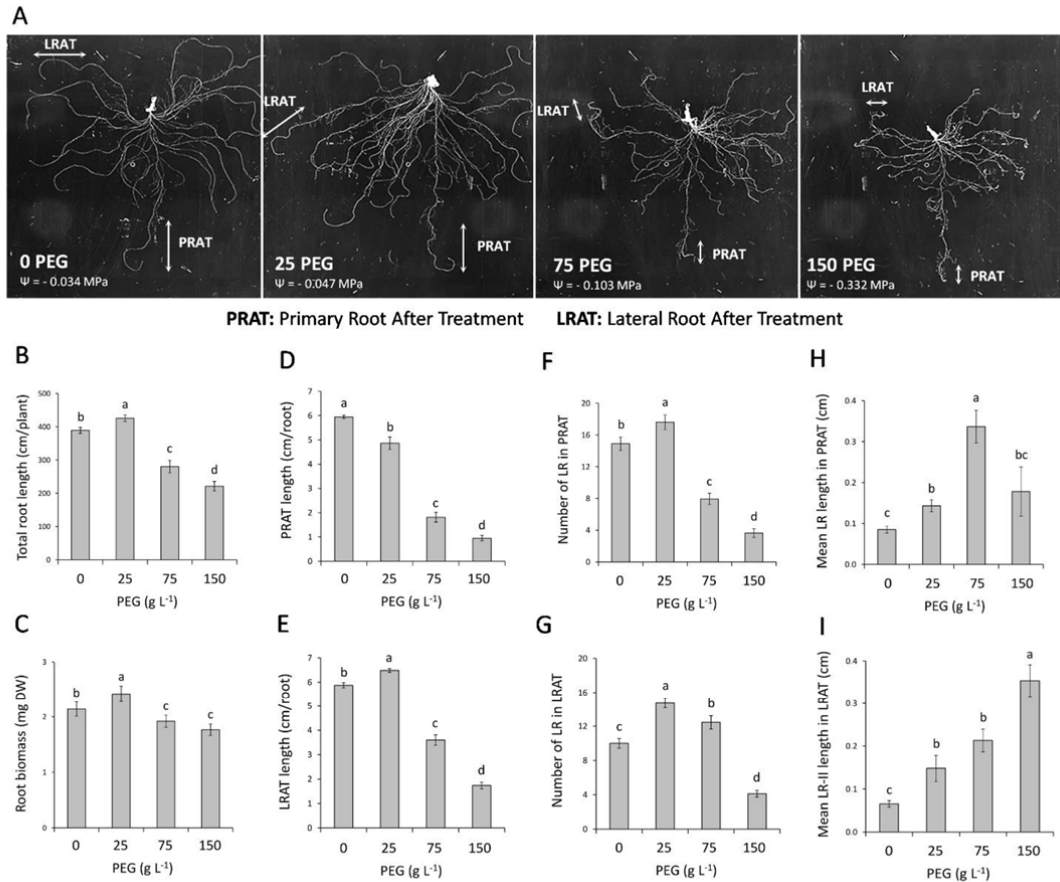 A
LRAT
PRAT
0 PEG
Ψ = - 0.034 MPa
LRAT
PRAT
25 PEG
Ψ = - 0.047 MPa
LRAT
PRAT
75 PEG
Ψ = - 0.103 MPa
LRAT
PRAT
150 PEG
Ψ = - 0.332 MPa
PRAT: Primary Root After Treatment LRAT: Lateral Root After Treatment
B
Total root length (cm/plant)
500
400
300
200
100
0
b
a
c
d
0 25 75 150
PEG (g L⁻¹)
D
PRAT length (cm/root)
7
6
5
4
3
2
1
0
a
b
c
d
0 25 75 150
PEG (g L⁻¹)
F
Number of LR in PRAT
20
16
12
8
4
0
b
a
c
d
0 25 75 150
PEG (g L⁻¹)
H
Mean LR length in PRAT (cm)
0.4
0.3
0.2
0.1
0.0
c
b
a
bc
0 25 75 150
PEG (g L⁻¹)
C
Root biomass (mg DW)
3
2
1
0
b
a
c
c
0 25 75 150
PEG (g L⁻¹)
E
LRAT length (cm/root)
7
6
5
4
3
2
1
0
b
a
c
d
0 25 75 150
PEG (g L⁻¹)
G
Number of LR in LRAT
20
16
12
8
4
0
c
a
b
d
0 25 75 150
PEG (g L⁻¹)
I
Mean LR-II length in LRAT (cm)
0.4
0.3
0.2
0.1
0.0
c
b
b
a
0 25 75 150
PEG (g L⁻¹)